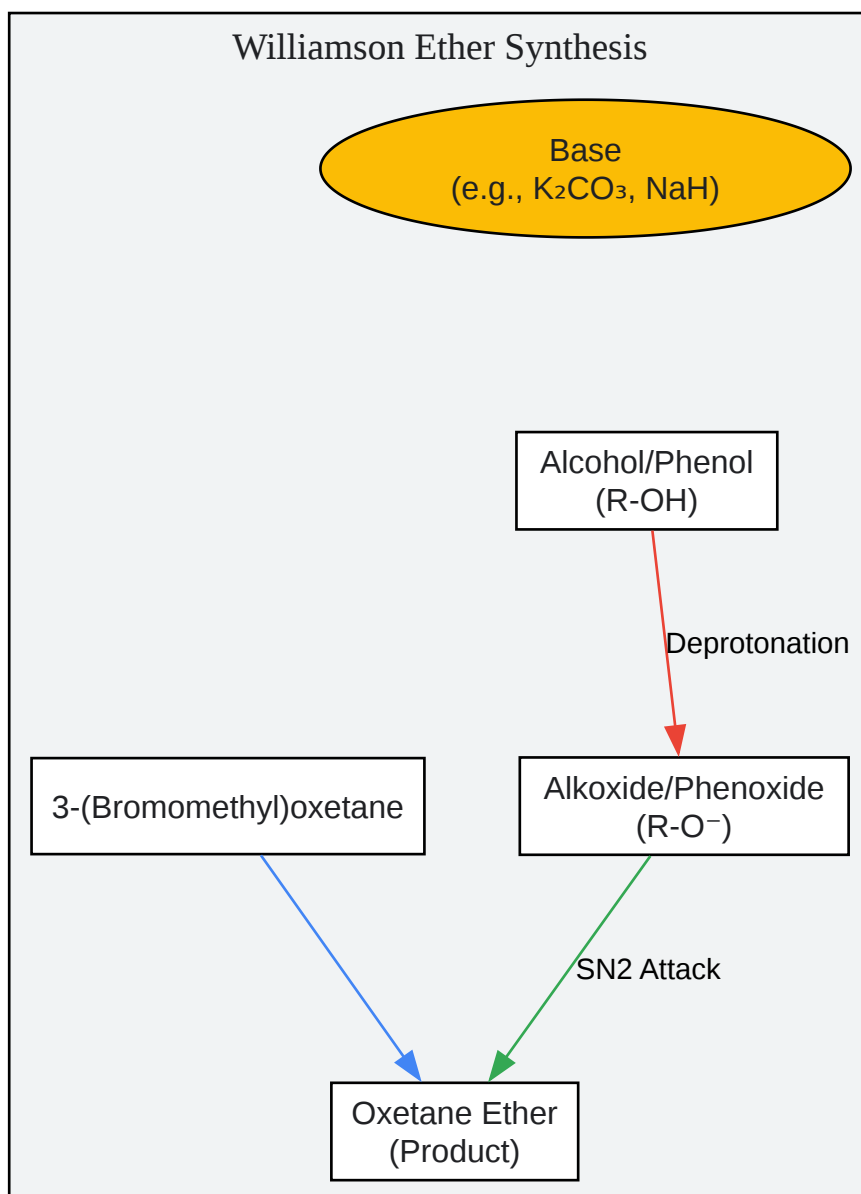 Williamson Ether Synthesis
Base
(e.g., K₂CO₃, NaH)
Alcohol/Phenol
(R-OH)
Deprotonation
3-(Bromomethyl)oxetane
Alkoxide/Phenoxide
(R-O⁻)
SN2 Attack
Oxetane Ether
(Product)